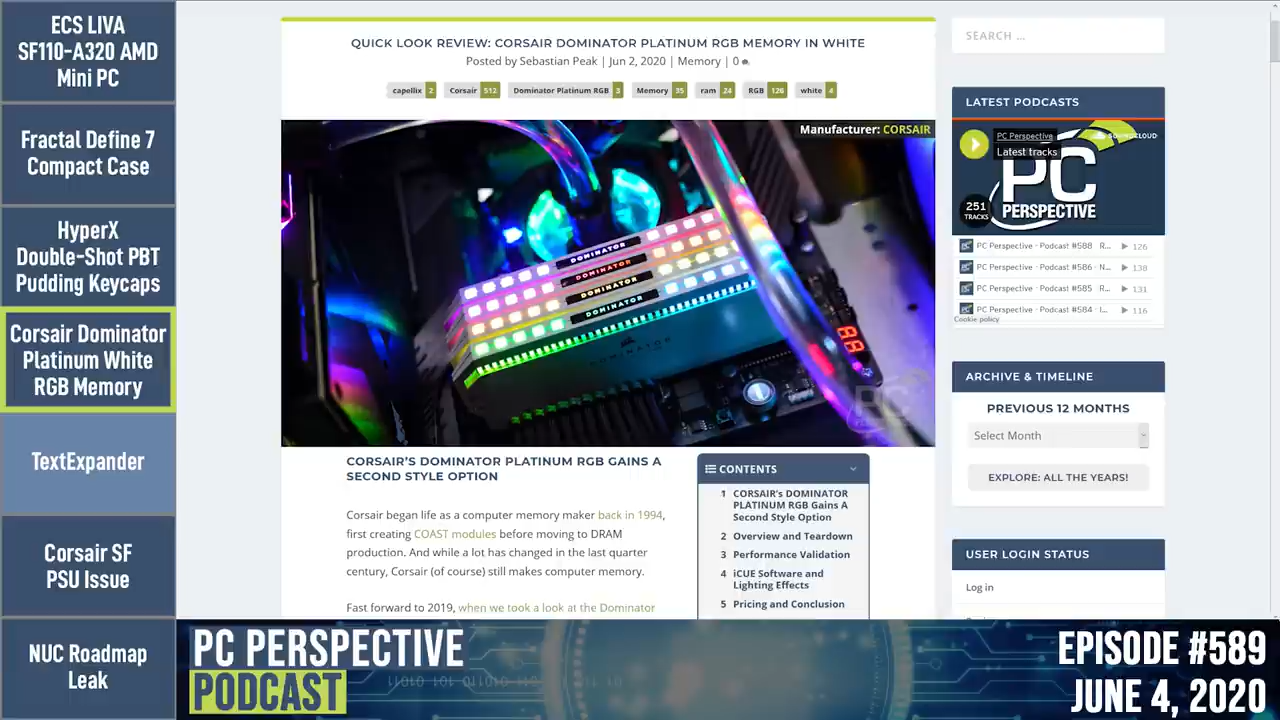 ECS LIVA
SF110-A320 AMD
Mini PC
Fractal Define 7
Compact Case
HyperX
Double-Shot PBT
Pudding Keycaps
Corsair Dominator
Platinum White
RGB Memory
TextExpander
Corsair SF
PSU Issue
NUC Roadmap
Leak
QUICK LOOK REVIEW: CORSAIR DOMINATOR PLATINUM RGB MEMORY IN WHITE
Posted by Sebastian Peak | Jun 2, 2020 | Memory | 0
capellix 2 Corsair 512 Dominator Platinum RGB 3 Memory 35 ram 24 RGB 126 white 4
Manufacturer: CORSAIR
DOMINATOR
DOMINATOR
DOMINATOR
DOMINATOR
DOMINATOR
88
PC
CORSAIR'S DOMINATOR PLATINUM RGB GAINS A
SECOND STYLE OPTION
Corsair began life as a computer memory maker back in 1994,
first creating COAST modules before moving to DRAM
production. And while a lot has changed in the last quarter
century, Corsair (of course) still makes computer memory.
Fast forward to 2019, when we took a look at the Dominator
CONTENTS
1 CORSAIR's DOMINATOR
PLATINUM RGB Gains A
Second Style Option
2 Overview and Teardown
3 Performance Validation
4 iCUE Software and
Lighting Effects
5 Pricing and Conclusion
SEARCH ...
LATEST PODCASTS
PC Perspective
SOUNDCLOUD
Latest tracks
PC
PERSPECTIVE
251
TRACKS
PC Perspective · Podcast #588 · R... 126
PC Perspective · Podcast #586 · N... 138
PC Perspective · Podcast #585 · R... 131
PC Perspective · Podcast #584 · I... 116
Cookie policy
ARCHIVE & TIMELINE
PREVIOUS 12 MONTHS
Select Month
EXPLORE: ALL THE YEARS!
USER LOGIN STATUS
Log in
PC PERSPECTIVE
PODCAST
EPISODE #589
JUNE 4, 2020